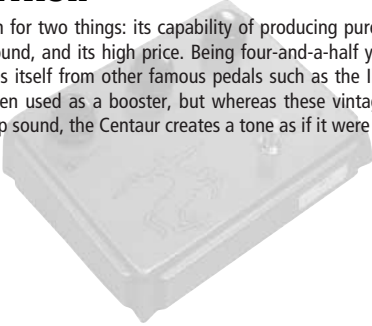 n for two things: its capability of producing pure
und, and its high price. Being four-and-a-half y
s itself from other famous pedals such as the I
en used as a booster, but whereas these vintag
p sound, the Centaur creates a tone as if it were